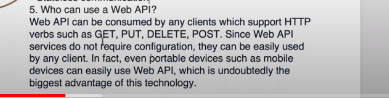 5. Who can use a Web API?
Web API can be consumed by any clients which support HTTP
verbs such as GET, PUT, DELETE, POST. Since Web API
services do not require configuration, they can be easily used
by any client. In fact, even portable devices such as mobile
devices can easily use Web API, which is undoubtedly the
biggest advantage of this technology.